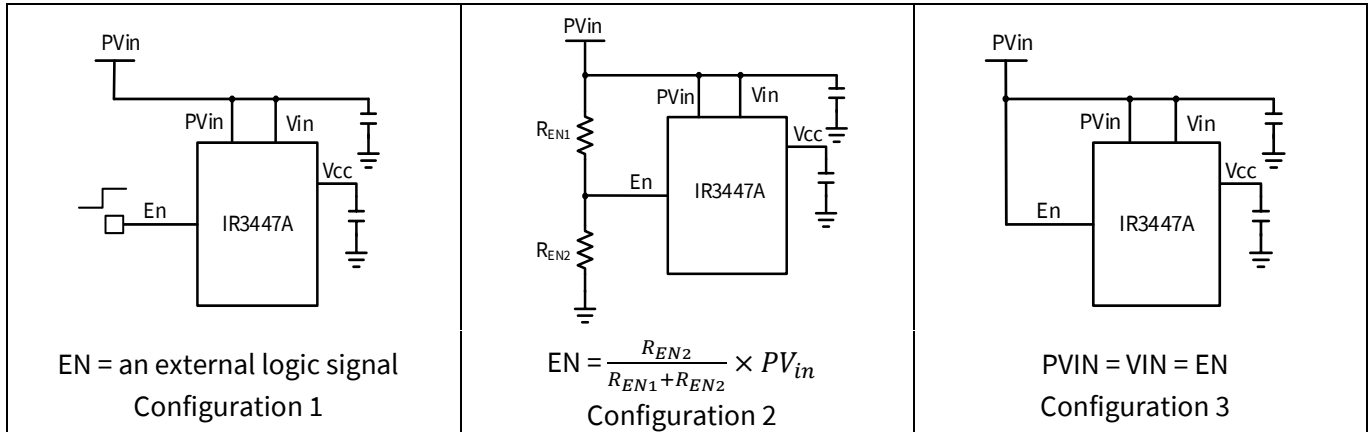 PVin
PVin Vin
Vcc
En
IR3447A
EN = an external logic signal
Configuration 1
PVin
PVin Vin
R_EN1
Vcc
En
IR3447A
R_EN2
EN = R_EN2 / (R_EN1+R_EN2) × PV_in
Configuration 2
PVin
PVin Vin
Vcc
En
IR3447A
PVIN = VIN = EN
Configuration 3